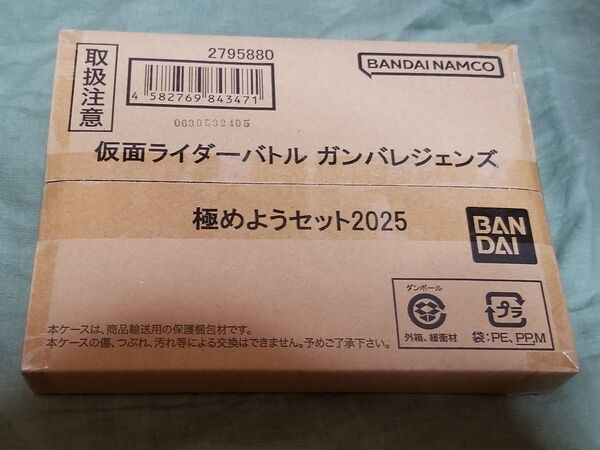 取扱注意
2795880
4 582769 843471
0630532405
BANDAI NAMCO
仮面ライダーバトル ガンバレジェンズ
極めようセット2025
BAN
DAI
ダンボール
外箱、緩衝材
プラ
袋:PE, PP,M
本ケースは、商品輸送用の保護梱包材です。
本ケースの傷、つぶれ、汚れ等による交換はできません。予めご了承下さい。